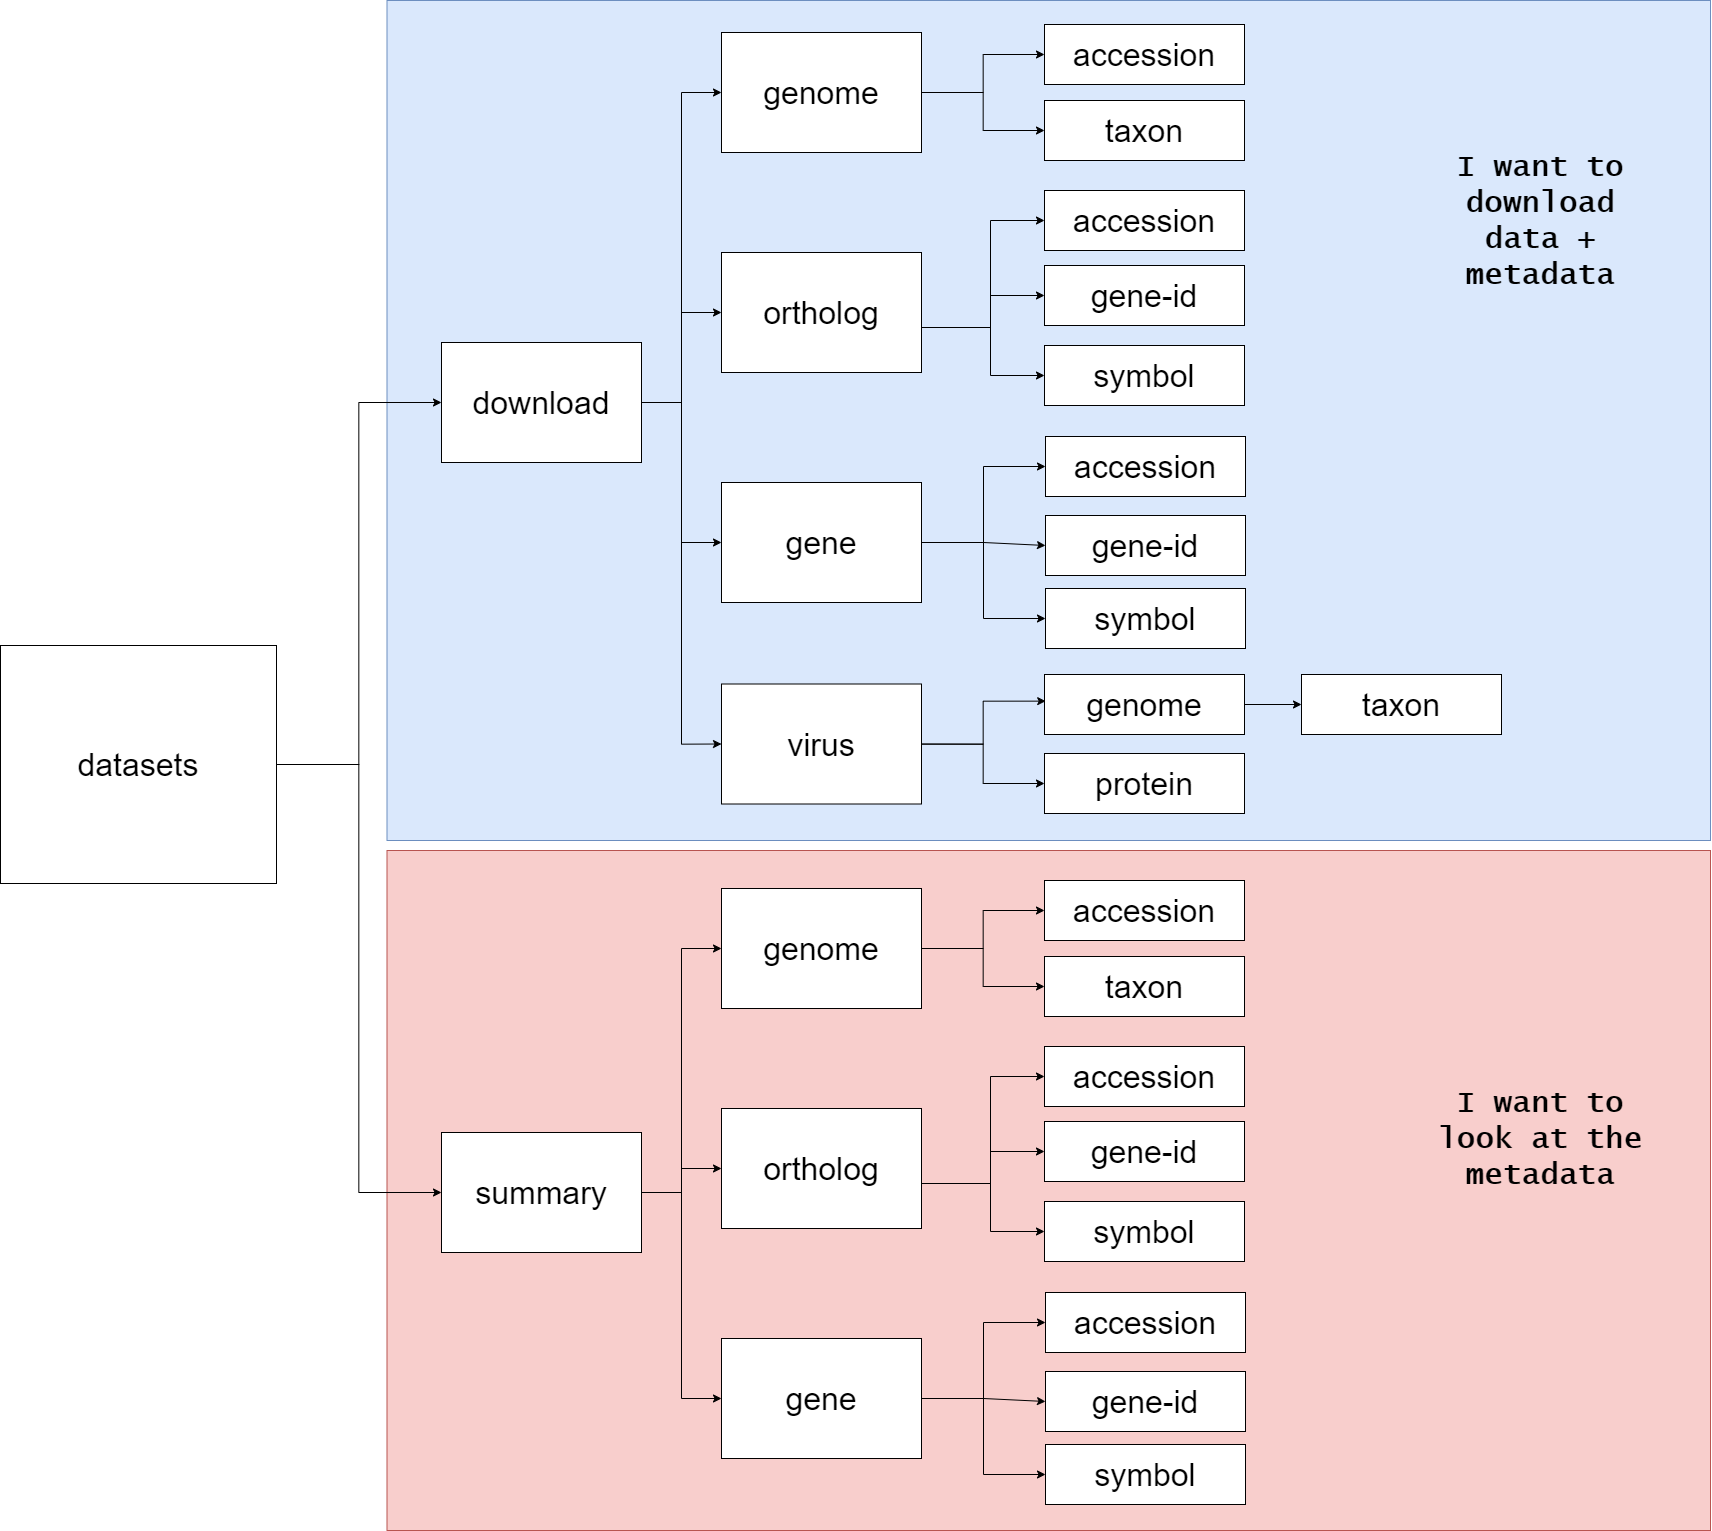 datasets
download
genome
accession
taxon
ortholog
accession
gene-id
symbol
gene
accession
gene-id
symbol
virus
genome
taxon
protein
I want to
download
data +
metadata
summary
genome
accession
taxon
ortholog
accession
gene-id
symbol
gene
accession
gene-id
symbol
I want to
look at the
metadata